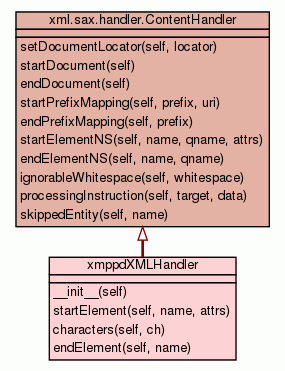 xml.sax.handler.ContentHandler
setDocumentLocator(self, locator)
startDocument(self)
endDocument(self)
startPrefixMapping(self, prefix, uri)
endPrefixMapping(self, prefix)
startElementNS(self, name, qname, attrs)
endElementNS(self, name, qname)
ignorableWhitespace(self, whitespace)
processingInstruction(self, target, data)
skippedEntity(self, name)
xmppdXMLHandler
__init__(self)
startElement(self, name, attrs)
characters(self, ch)
endElement(self, name)